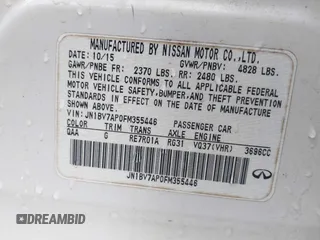 MANUFACTURED BY NISSAN MOTOR CO.,LTD.
10/15 GVWR/PNBV: 4828 LBS.
GAWR/PNBE FR: 2370 LBS. RR: 2480 LBS.
THIS VEHICLE CONFORMS TO ALL APPLICABLE FEDERAL
MOTOR VEHICLE SAFETY,BUMPER,AND THEFT PREVENTION
STANDARDS IN EFFECT ON THE DATE OF MANUFACTURE
SHOWN ABOVE.
VIN: JN1BV7AP0FM355446 PASSENGER CAR
COLOR TRIM TRANS AXLE ENGINE
QAA G RE7R01A RG31 VQ37(VHR) 3696CC
JN1BV7AP0FM355446
INFINITI
DREAMBID